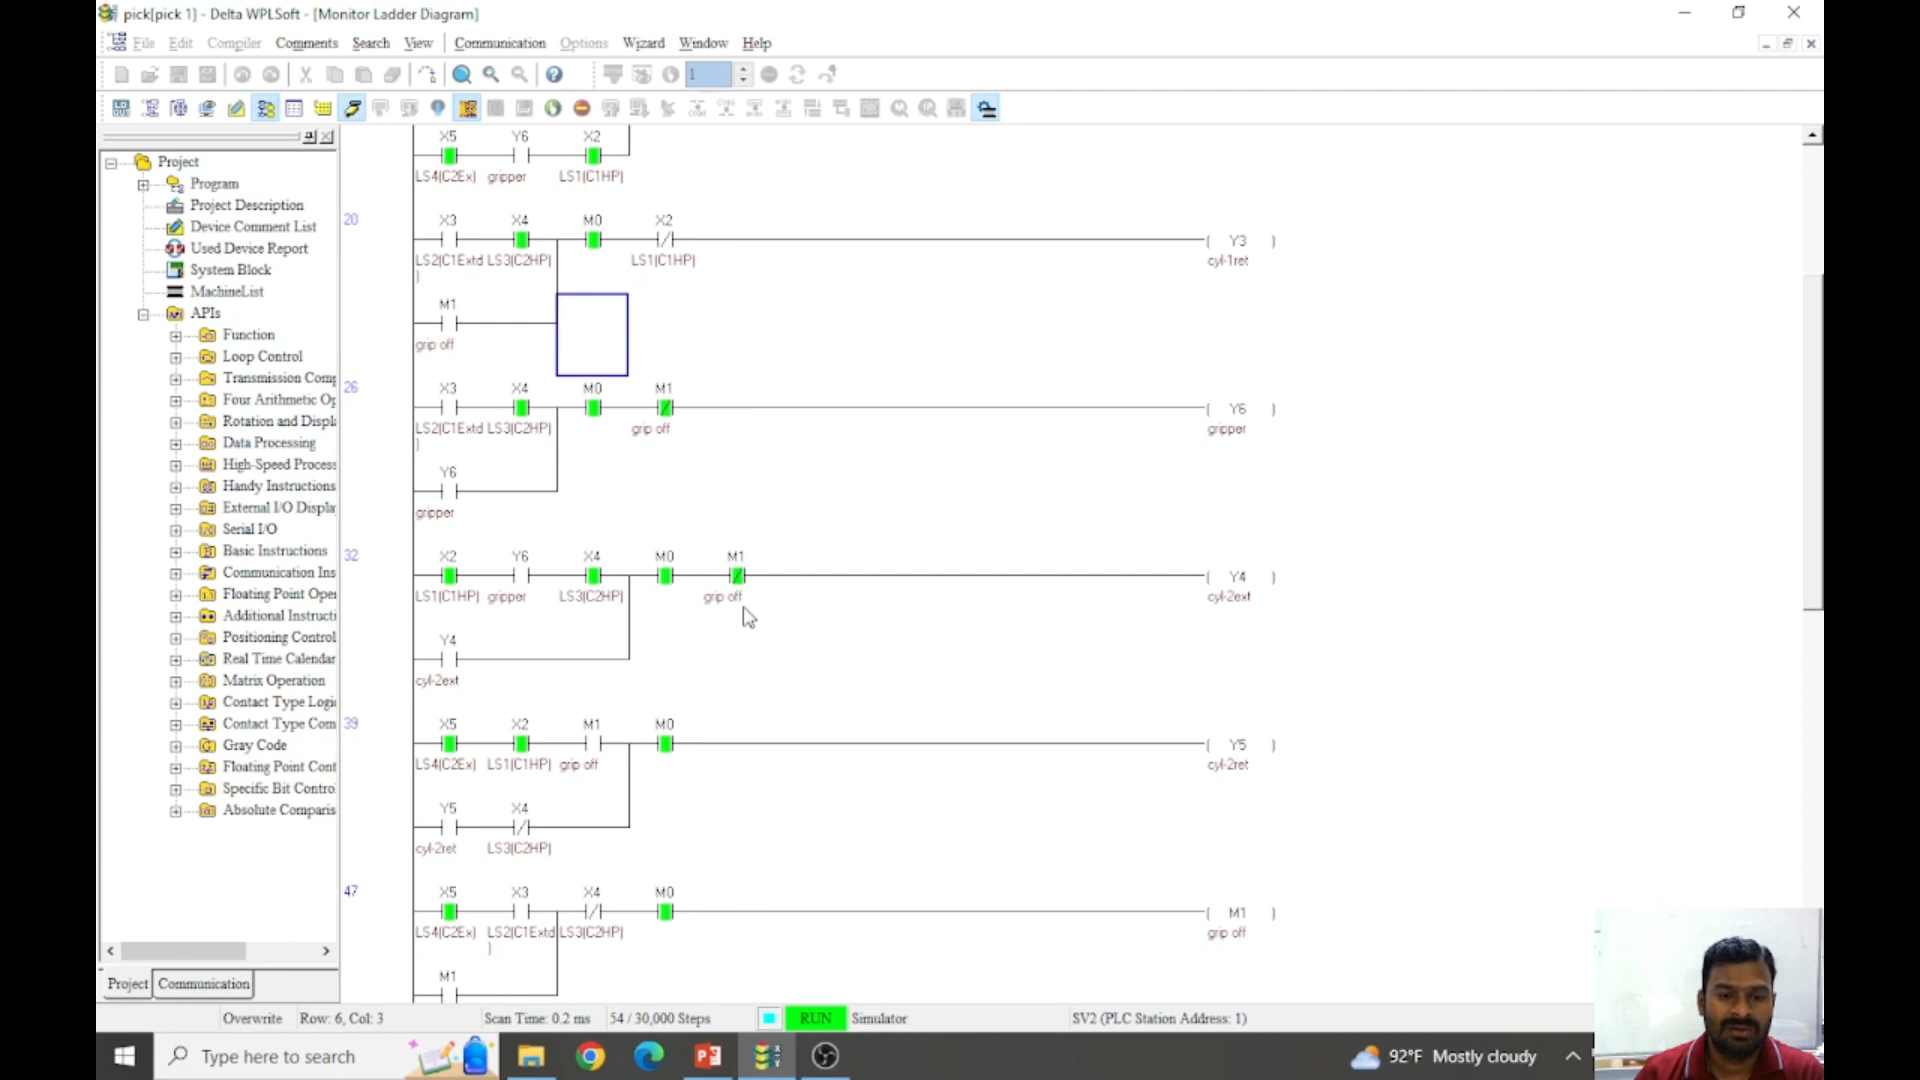 pick[pick 1] - Delta WPLSoft - [Monitor Ladder Diagram]
File Edit Compiler Comments Search View Communication Options Wizard Window Help
1
Project
Program
Project Description
Device Comment List
Used Device Report
System Block
MachineList
APIs
Function
Loop Control
Transmission Comp
Four Arithmetic Op
Rotation and Displa
Data Processing
High-Speed Process
Handy Instructions
External I/O Displa
Serial I/O
Basic Instructions
Communication Ins
Floating Point Oper
Additional Instructi
Positioning Control
Real Time Calendar
Matrix Operation
Contact Type Logi
Contact Type Com
Gray Code
Floating Point Cont
Specific Bit Contro
Absolute Comparis
Project Communication
X5 Y6 X2
LS4(C2Ex) gripper LS1(C1HP)
20 X3 X4 M0 X2
Y3
LS2(C1Extd) LS3(C2HP) LS1(C1HP) cyl-1ret
M1
grip off
26 X3 X4 M0 M1
Y6
LS2(C1Extd) LS3(C2HP) grip off gripper
Y6
gripper
32 X2 Y6 X4 M0 M1
Y4
LS1(C1HP) gripper LS3(C2HP) grip off cyl-2ext
Y4
cyl-2ext
39 X5 X2 M1 M0
Y5
LS4(C2Ex) LS1(C1HP) grip off cyl-2ret
Y5 X4
cyl-2ret LS3(C2HP)
47 X5 X3 X4 M0
M1
LS4(C2Ex) LS2(C1Extd) LS3(C2HP) grip off
M1
Overwrite Row: 6, Col: 3 Scan Time: 0.2 ms 54 / 30,000 Steps RUN Simulator SV2 (PLC Station Address: 1)
Type here to search 92°F Mostly cloudy